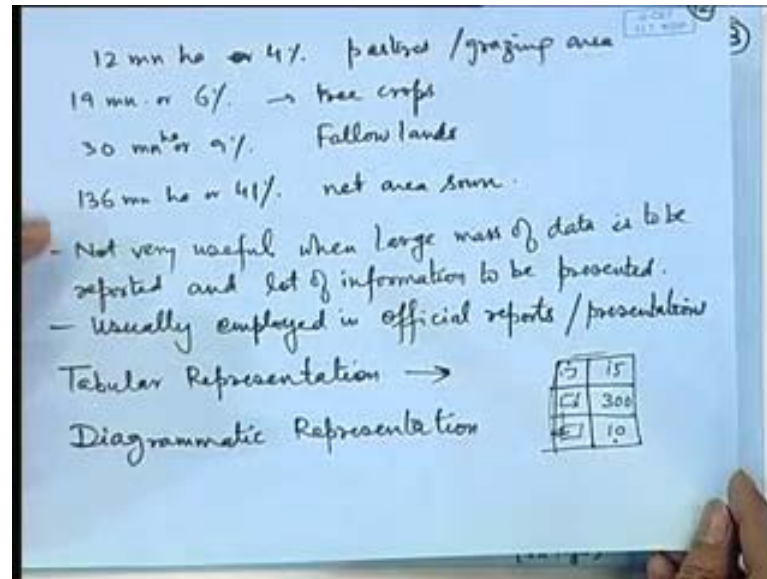 12 mn ha or 4% pastures / grazing area
19 mn. or 6% → tree crops
30 mn ha or 9% Fallow lands
136 mn ha or 41% net area sown.
- Not very useful when large mass of data is to be
reported and lot of information to be presented.
- Usually employed in official reports / presentations
Tabular Representation →
15
300
Diagrammatic Representation
10